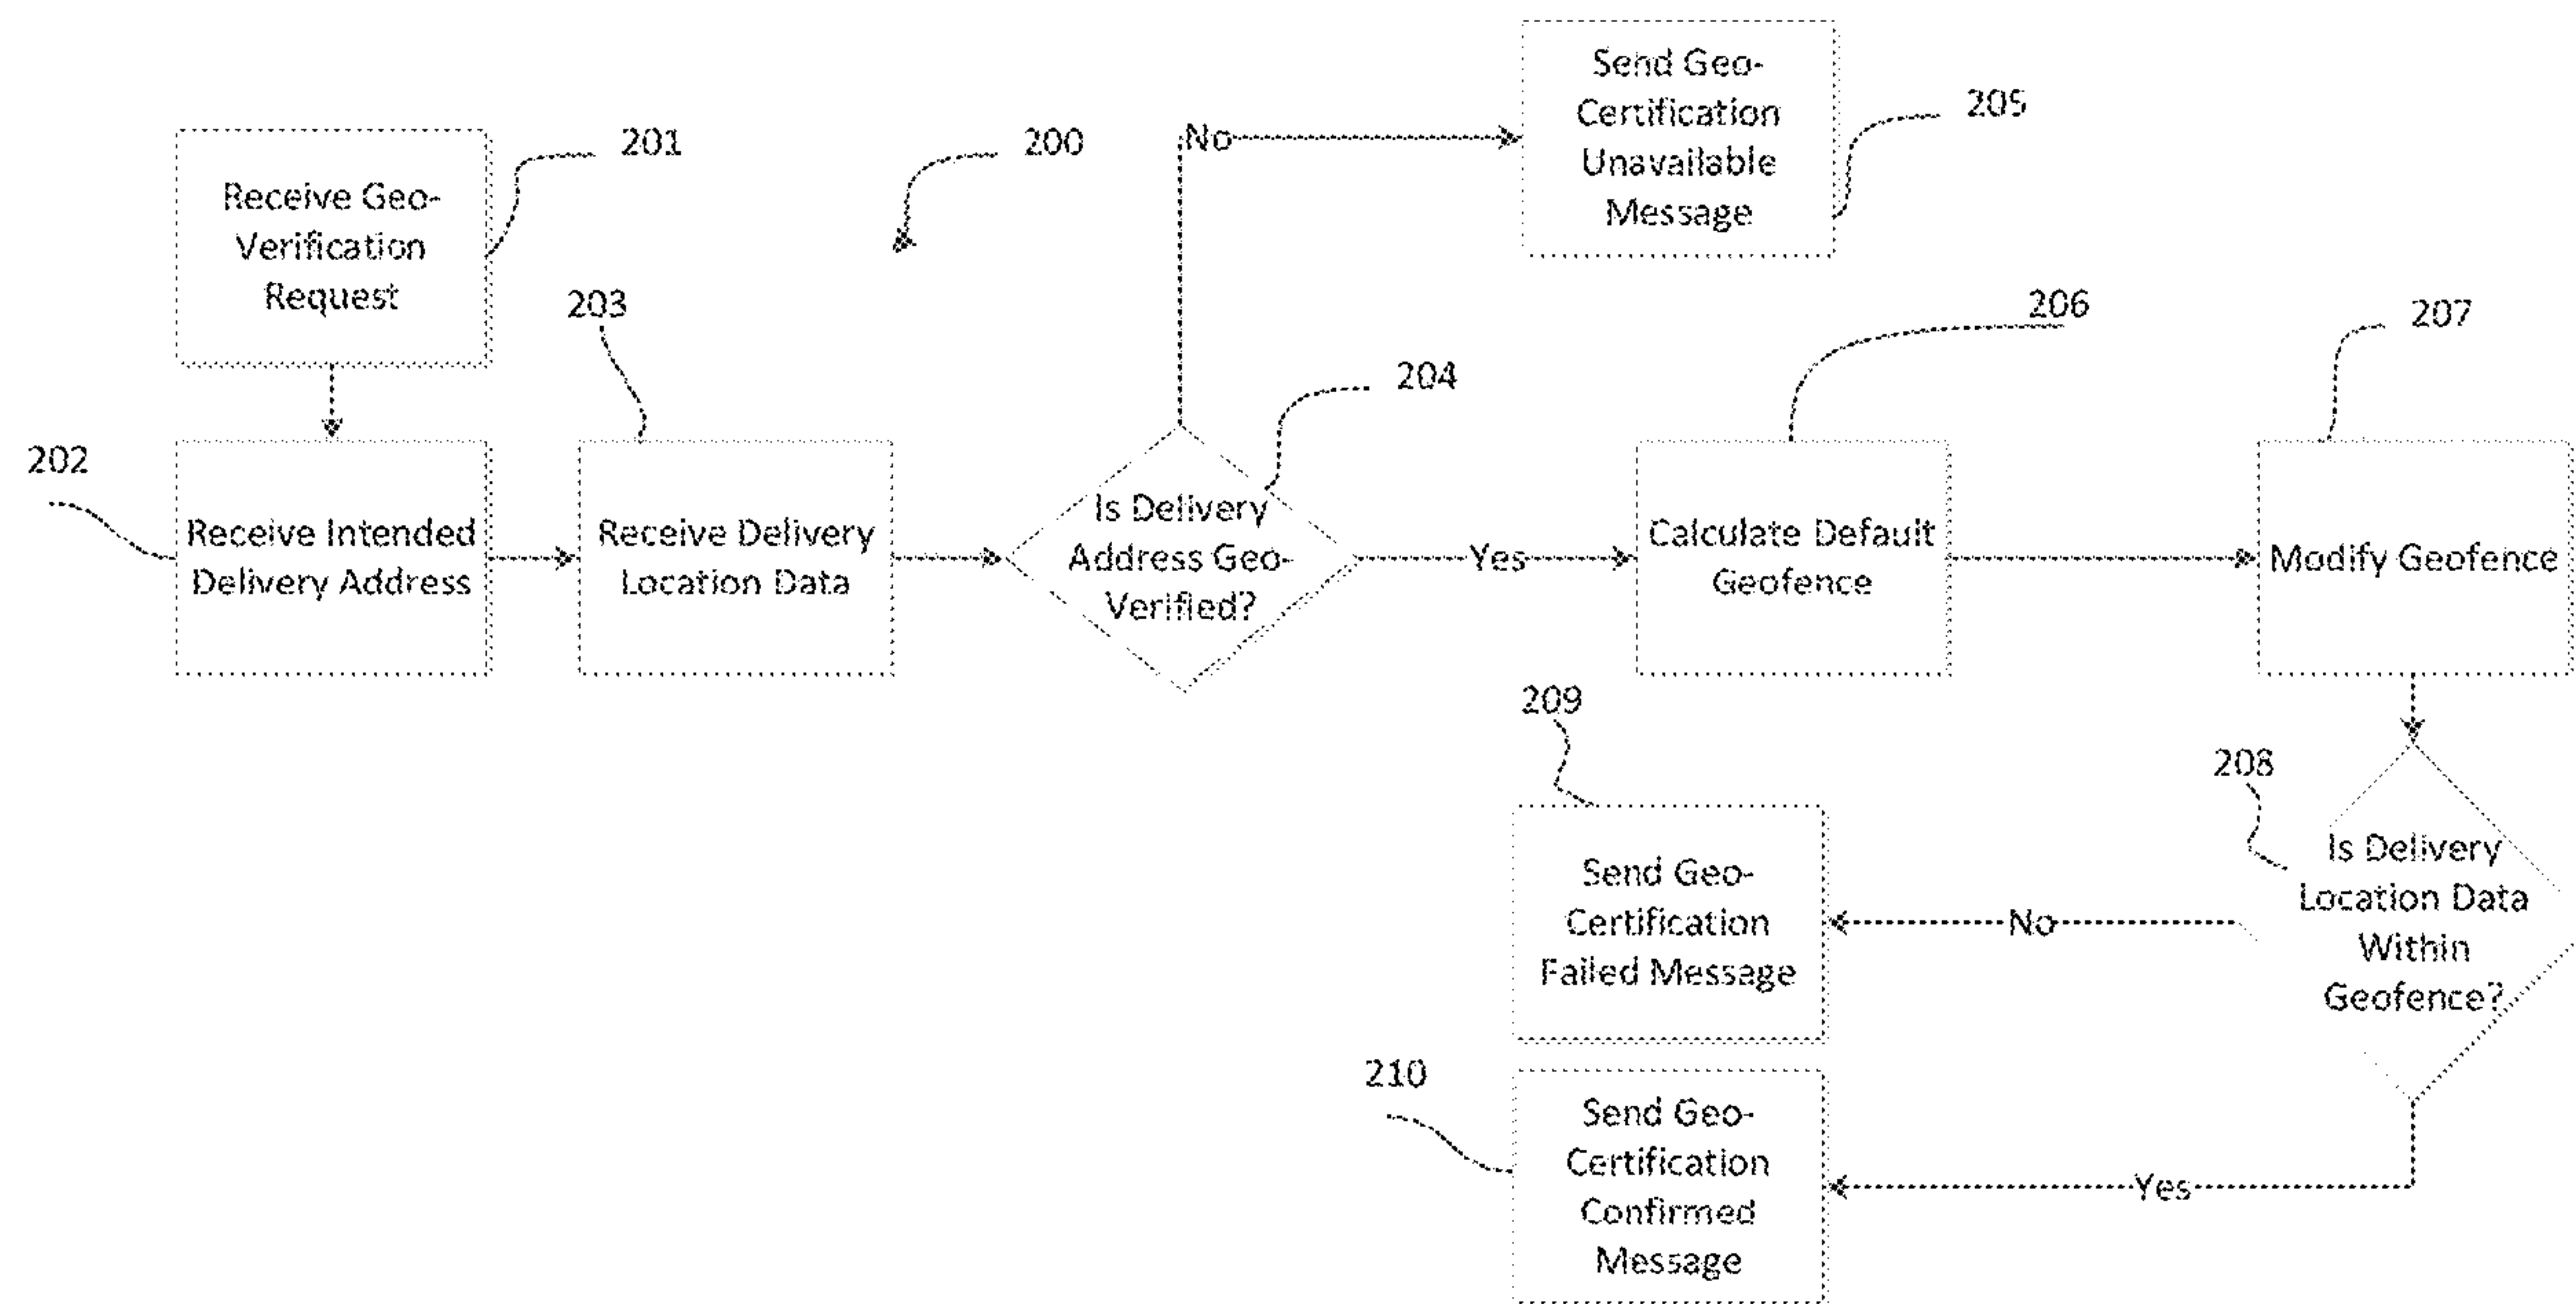 201
Receive Geo-
Verification
Request
200
No
Send Geo-
Certification
Unavailable
Message
205
202
Receive Intended
Delivery Address
203
Receive Delivery
Location Data
204
Is Delivery
Address Geo-
Verified?
Yes
206
Calculate Default
Geofence
207
Modify Geofence
208
Is Delivery
Location Data
Within
Geofence?
No
209
Send Geo-
Certification
Failed Message
Yes
210
Send Geo-
Certification
Confirmed
Message